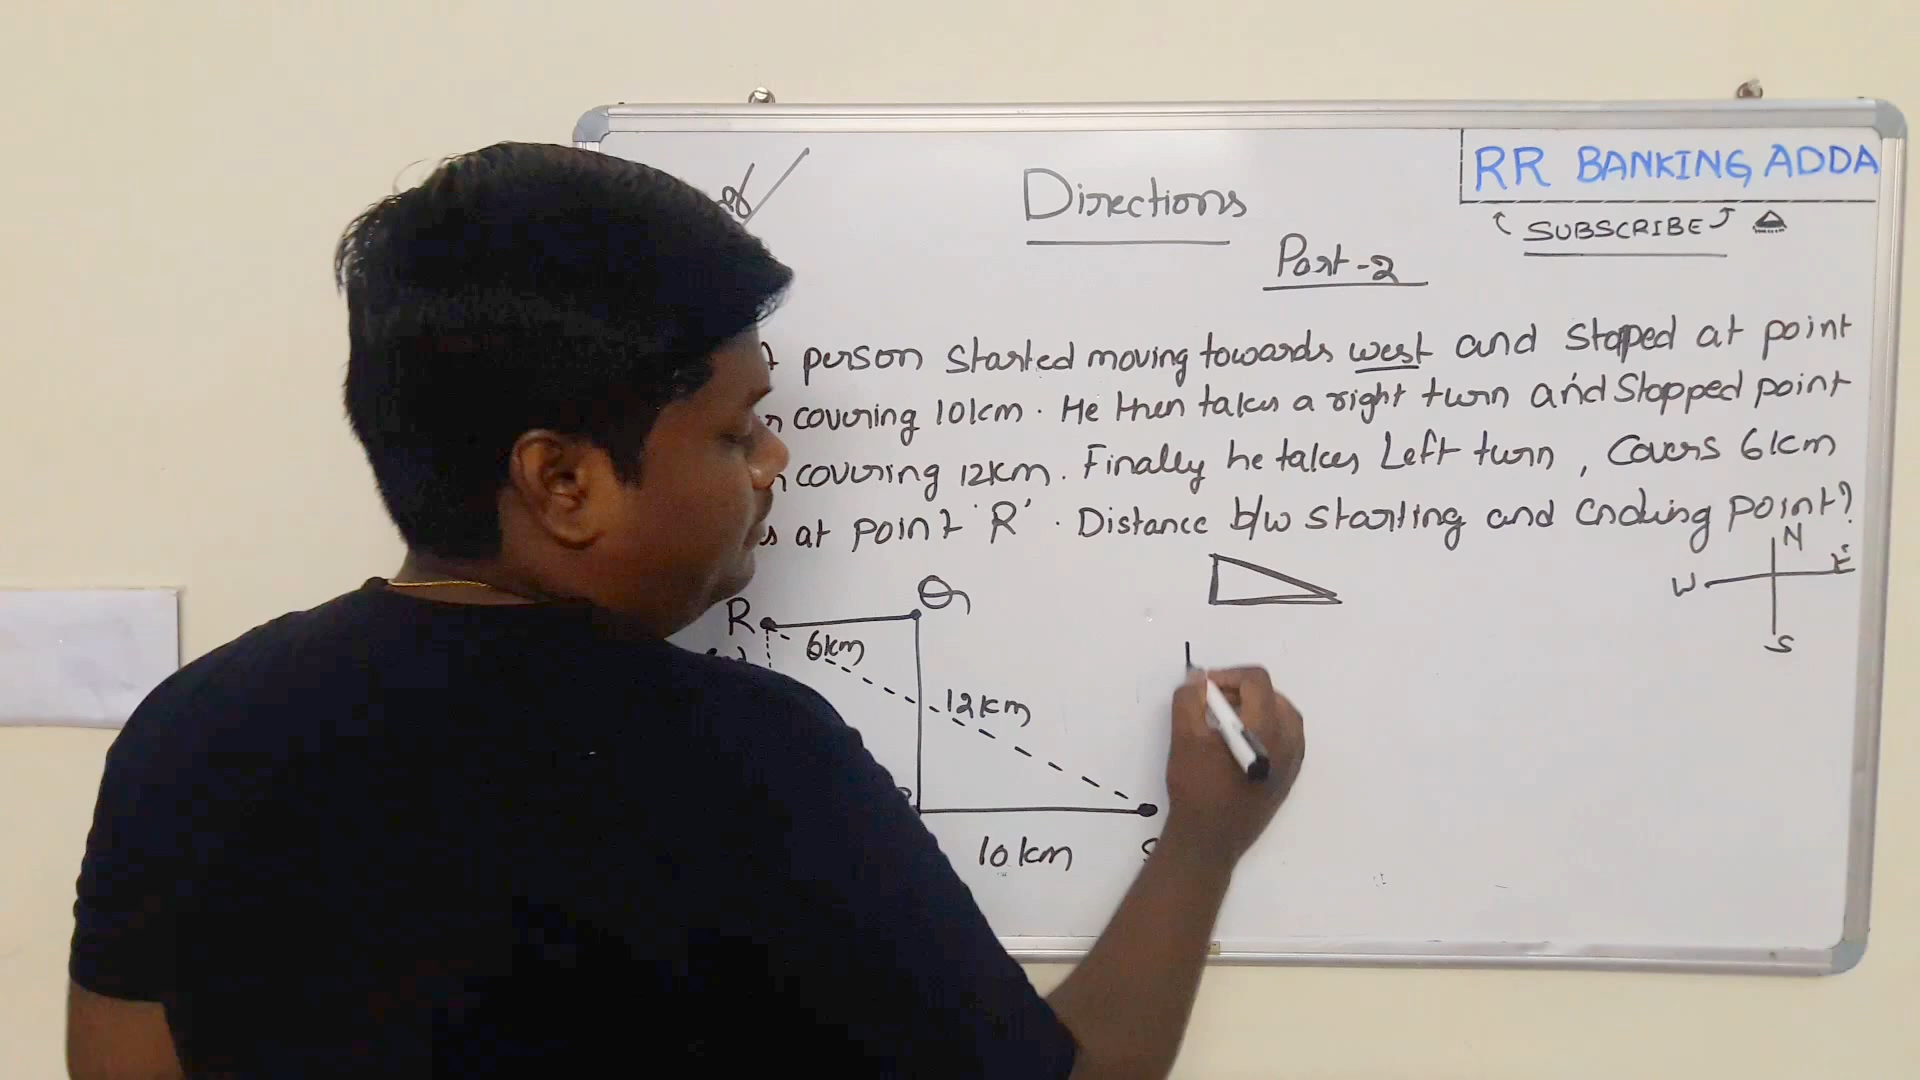 RR BANKING ADDA
SUBSCRIBE
Directions
Part-2
person started moving towards west and stoped at point
covering 10km. He then takes a right turn and stopped point
covering 12km. Finally he takes Left turn, Covers 6km
at point 'R'. Distance b/w starting and ending point?
N
W E
S
R Q
6km
12km
10km